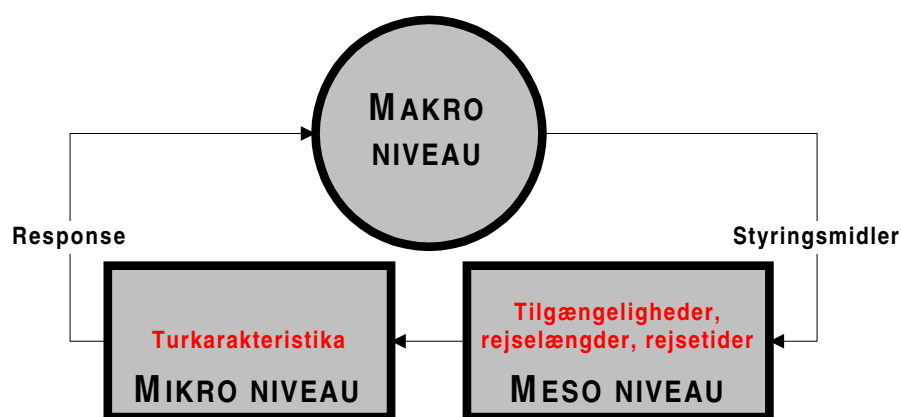 MAKRO
NIVEAU
Response
Styringsmidler
Turkarakteristika
MIKRO NIVEAU
Tilgængeligheder,
rejselængder, rejsetider
MESO NIVEAU